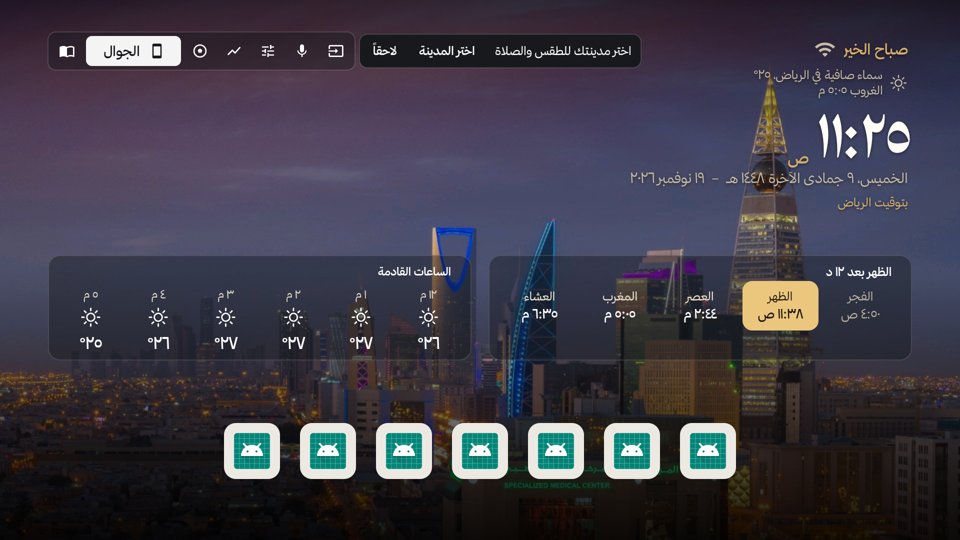 صباح الخير
سماء صافية في الرياض، ٢٥°
الغروب ٥:٠٥ م
١١:٢٥ ص
الخميس، ٩ جمادى الآخرة ١٤٤٨ هـ – ١٩ نوفمبر ٢٠٢٦
بتوقيت الرياض
اختر مدينتك للطقس والصلاة اختر المدينة لاحقاً
الجوال
الظهر بعد ١٢ د
الفجر الظهر العصر المغرب العشاء
٤:٥٠ ص ١١:٣٨ ص ٢:٤٤ م ٥:٠٥ م ٦:٣٥ م
الساعات القادمة
١٢ م ١ م ٢ م ٣ م ٤ م ٥ م
٢٦° ٢٧° ٢٧° ٢٧° ٢٦° ٢٥°
SPECIALIZED MEDICAL CENTER